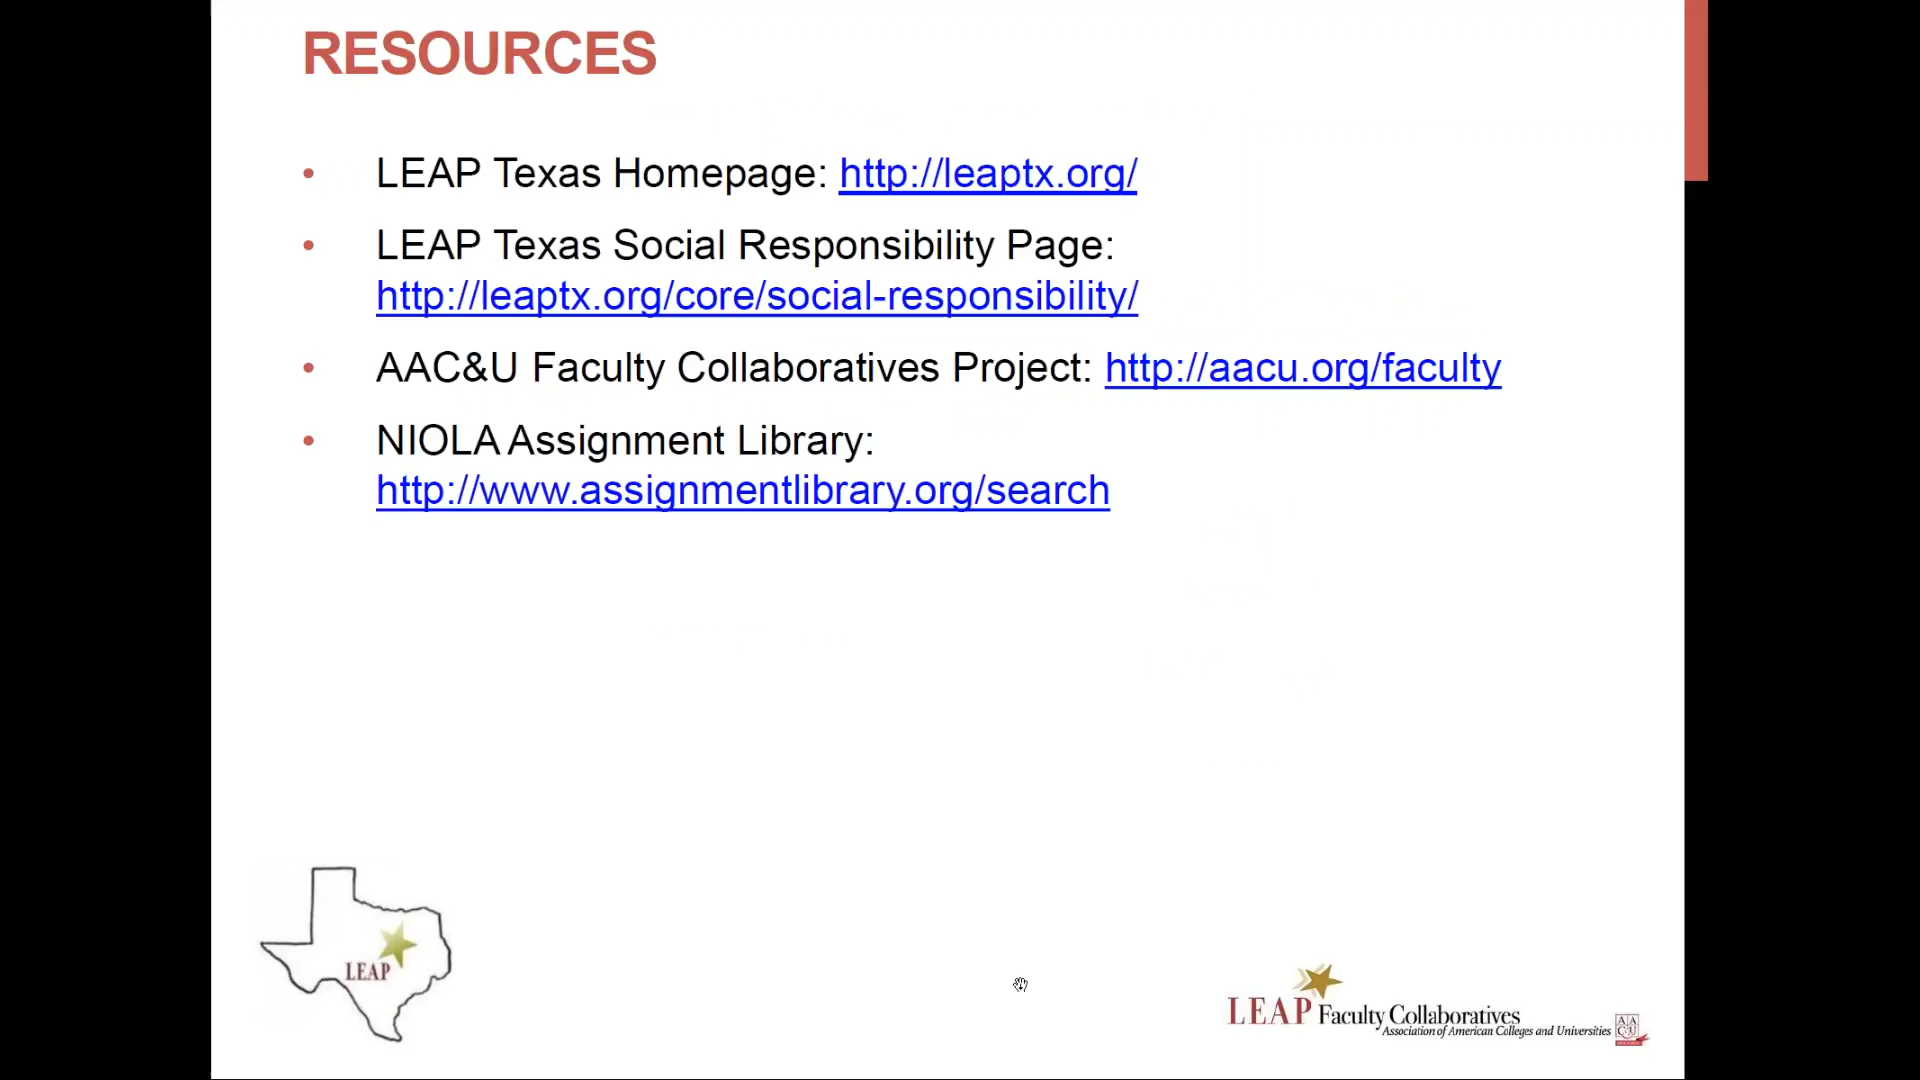 RESOURCES
• LEAP Texas Homepage: http://leaptx.org/
• LEAP Texas Social Responsibility Page:
http://leaptx.org/core/social-responsibility/
• AAC&U Faculty Collaboratives Project: http://aacu.org/faculty
• NIOLA Assignment Library:
http://www.assignmentlibrary.org/search
LEAP
LEAP Faculty Collaboratives
Association of American Colleges and Universities
AA
C&U